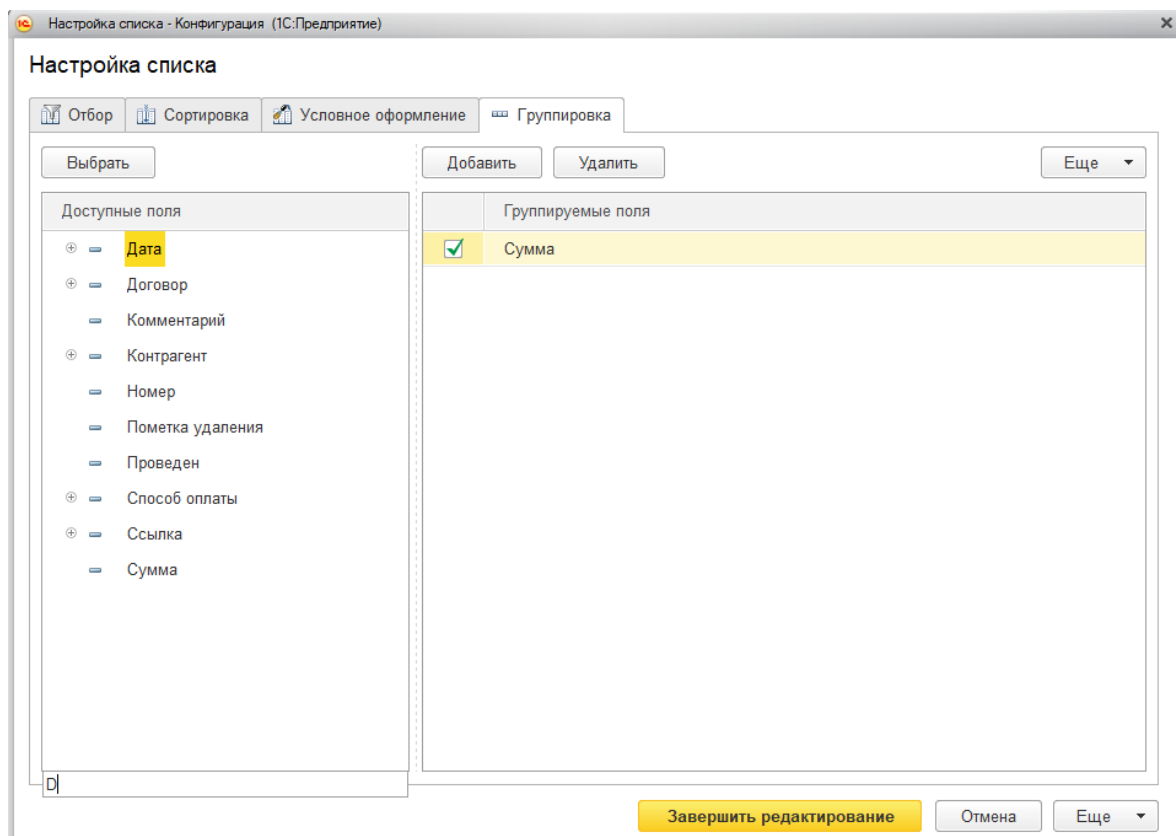 Настройка списка - Конфигурация (1С:Предприятие)
Настройка списка
Отбор Сортировка Условное оформление Группировка
Выбрать Добавить Удалить Еще
Доступные поля Группируемые поля
Дата Сумма
Договор
Комментарий
Контрагент
Номер
Пометка удаления
Проведен
Способ оплаты
Ссылка
Сумма
D
Завершить редактирование Отмена Еще